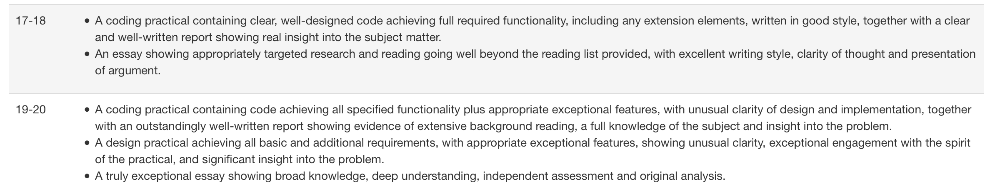 17-18 • A coding practical containing clear, well-designed code achieving full required functionality, including any extension elements, written in good style, together with a clear
and well-written report showing real insight into the subject matter.
• An essay showing appropriately targeted research and reading going well beyond the reading list provided, with excellent writing style, clarity of thought and presentation
of argument.
19-20 • A coding practical containing code achieving all specified functionality plus appropriate exceptional features, with unusual clarity of design and implementation, together
with an outstandingly well-written report showing evidence of extensive background reading, a full knowledge of the subject and insight into the problem.
• A design practical achieving all basic and additional requirements, with appropriate exceptional features, showing unusual clarity, exceptional engagement with the spirit
of the practical, and significant insight into the problem.
• A truly exceptional essay showing broad knowledge, deep understanding, independent assessment and original analysis.